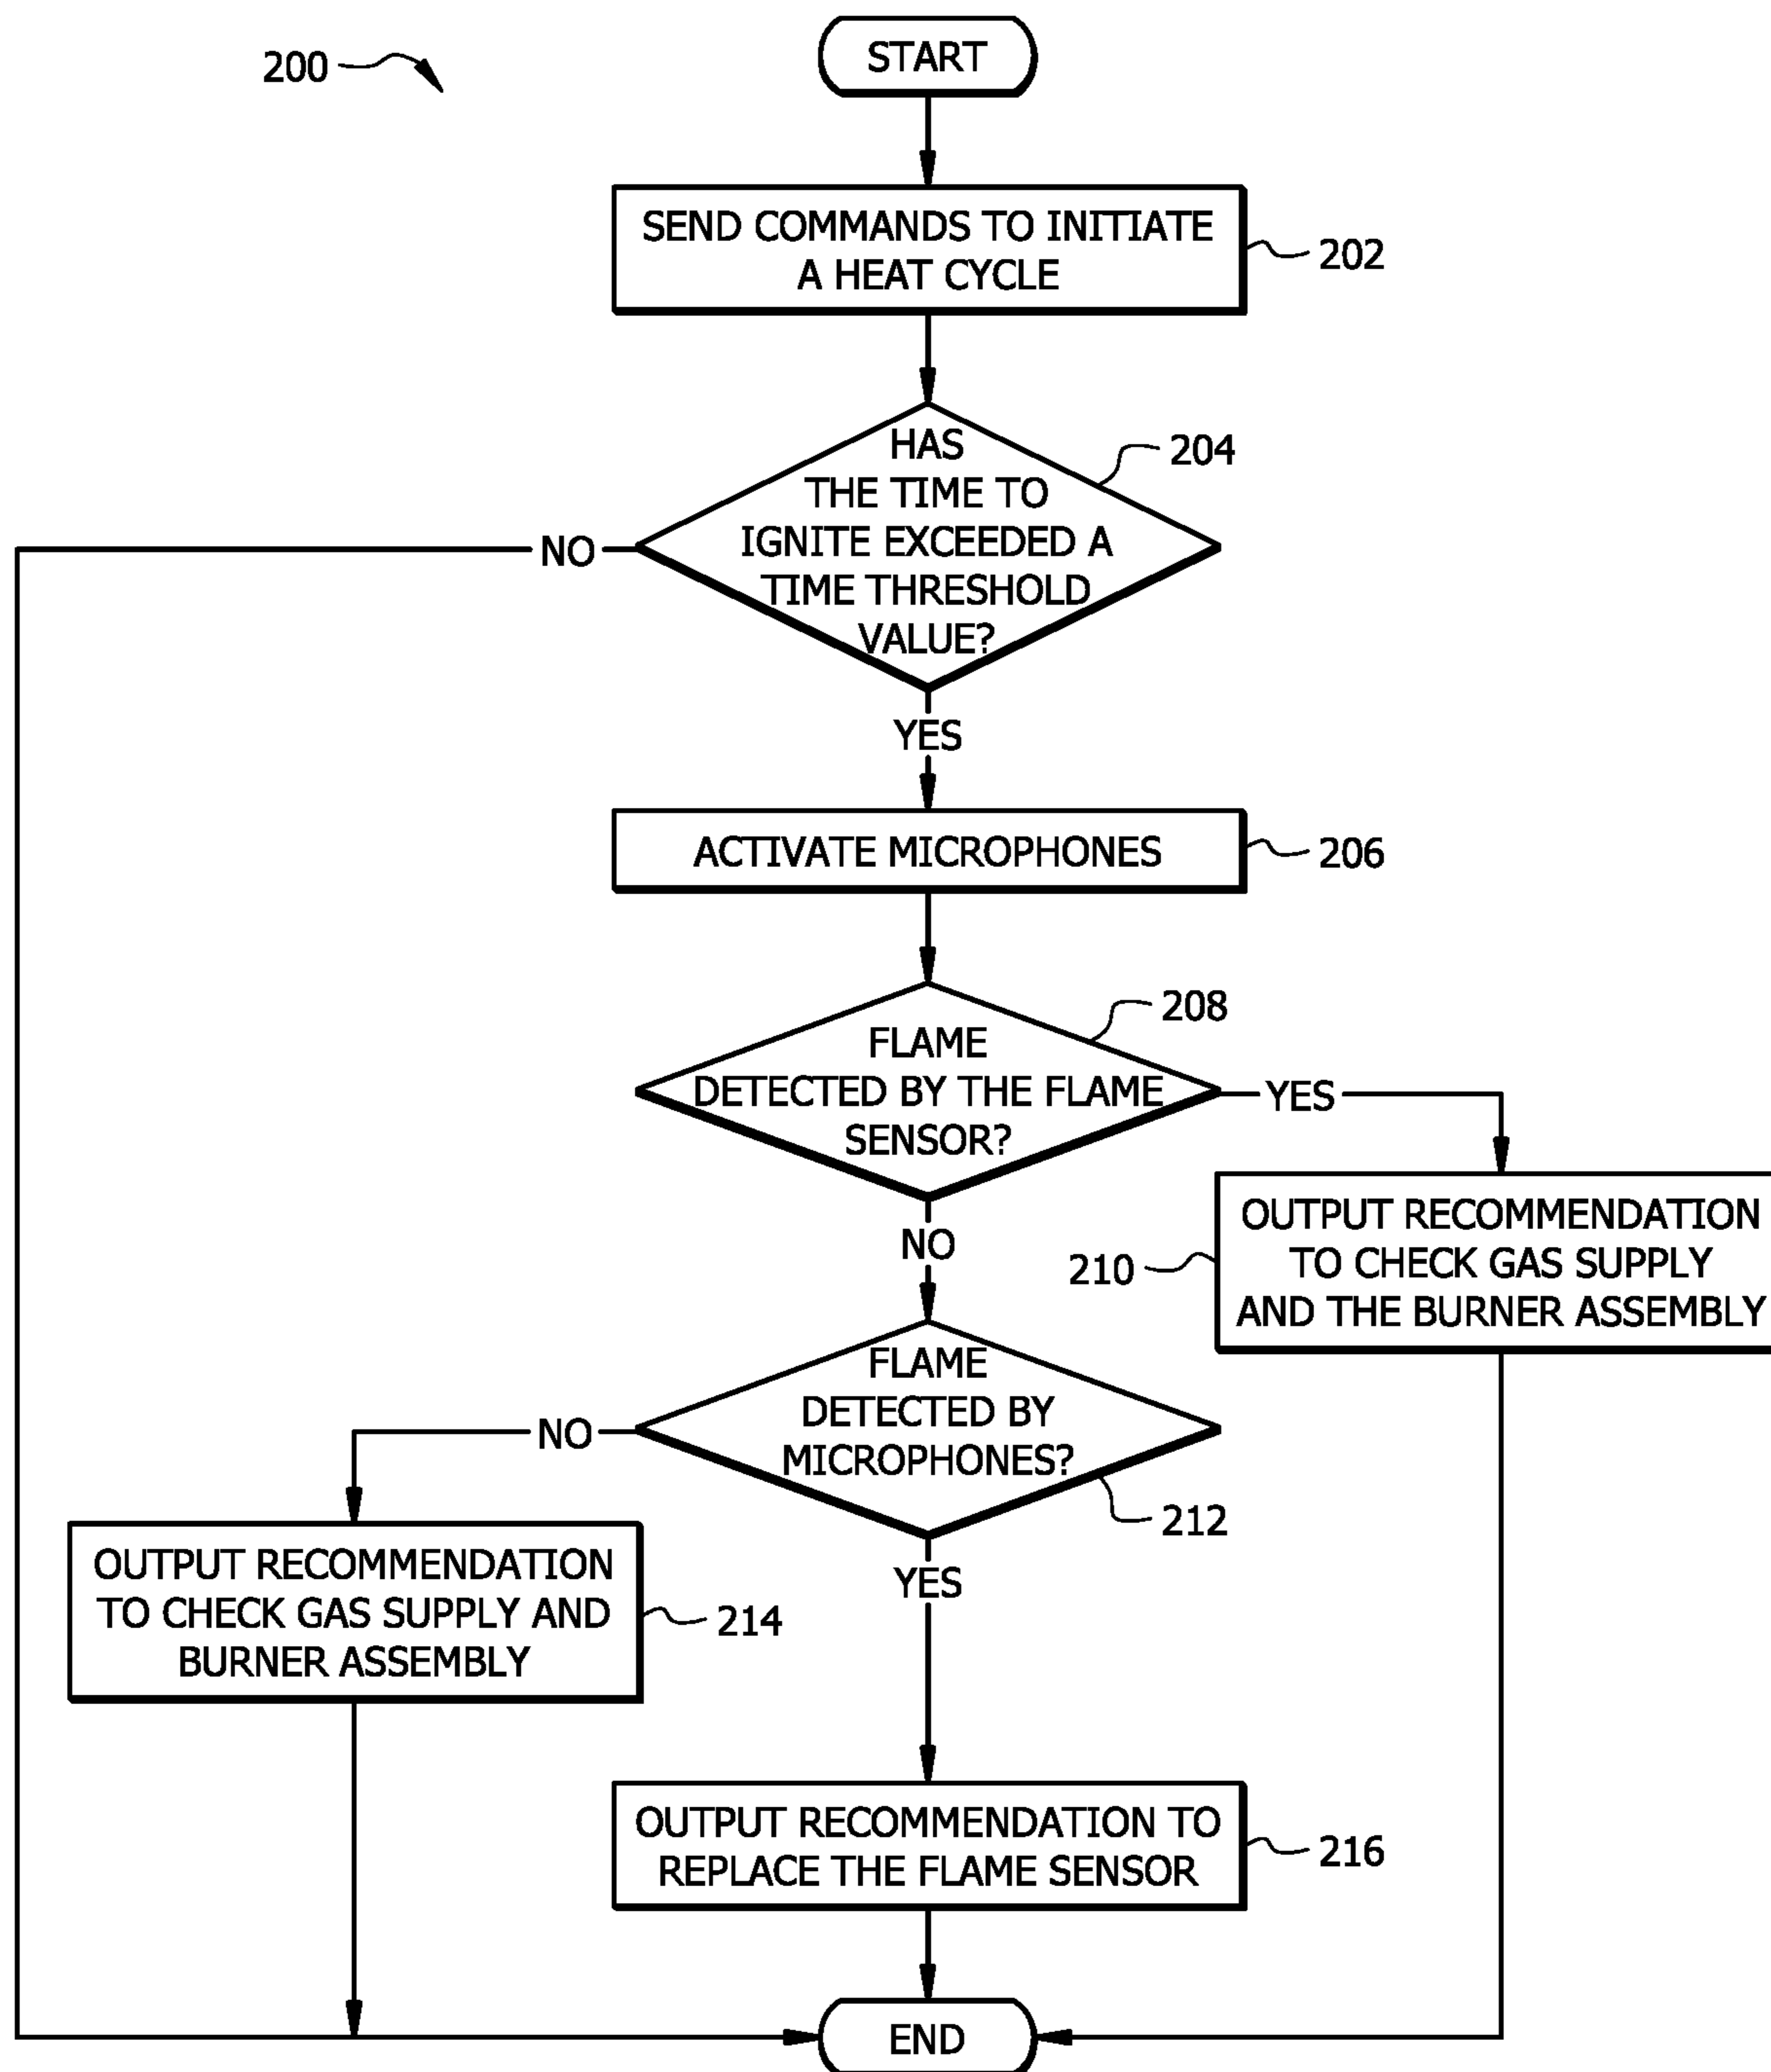 200
START
SEND COMMANDS TO INITIATE
A HEAT CYCLE
202
HAS
THE TIME TO
IGNITE EXCEEDED A
TIME THRESHOLD
VALUE?
204
NO
YES
ACTIVATE MICROPHONES
206
FLAME
DETECTED BY THE FLAME
SENSOR?
208
YES
NO
OUTPUT RECOMMENDATION
TO CHECK GAS SUPPLY
AND THE BURNER ASSEMBLY
210
FLAME
DETECTED BY
MICROPHONES?
212
NO
YES
OUTPUT RECOMMENDATION
TO CHECK GAS SUPPLY AND
BURNER ASSEMBLY
214
OUTPUT RECOMMENDATION TO
REPLACE THE FLAME SENSOR
216
END